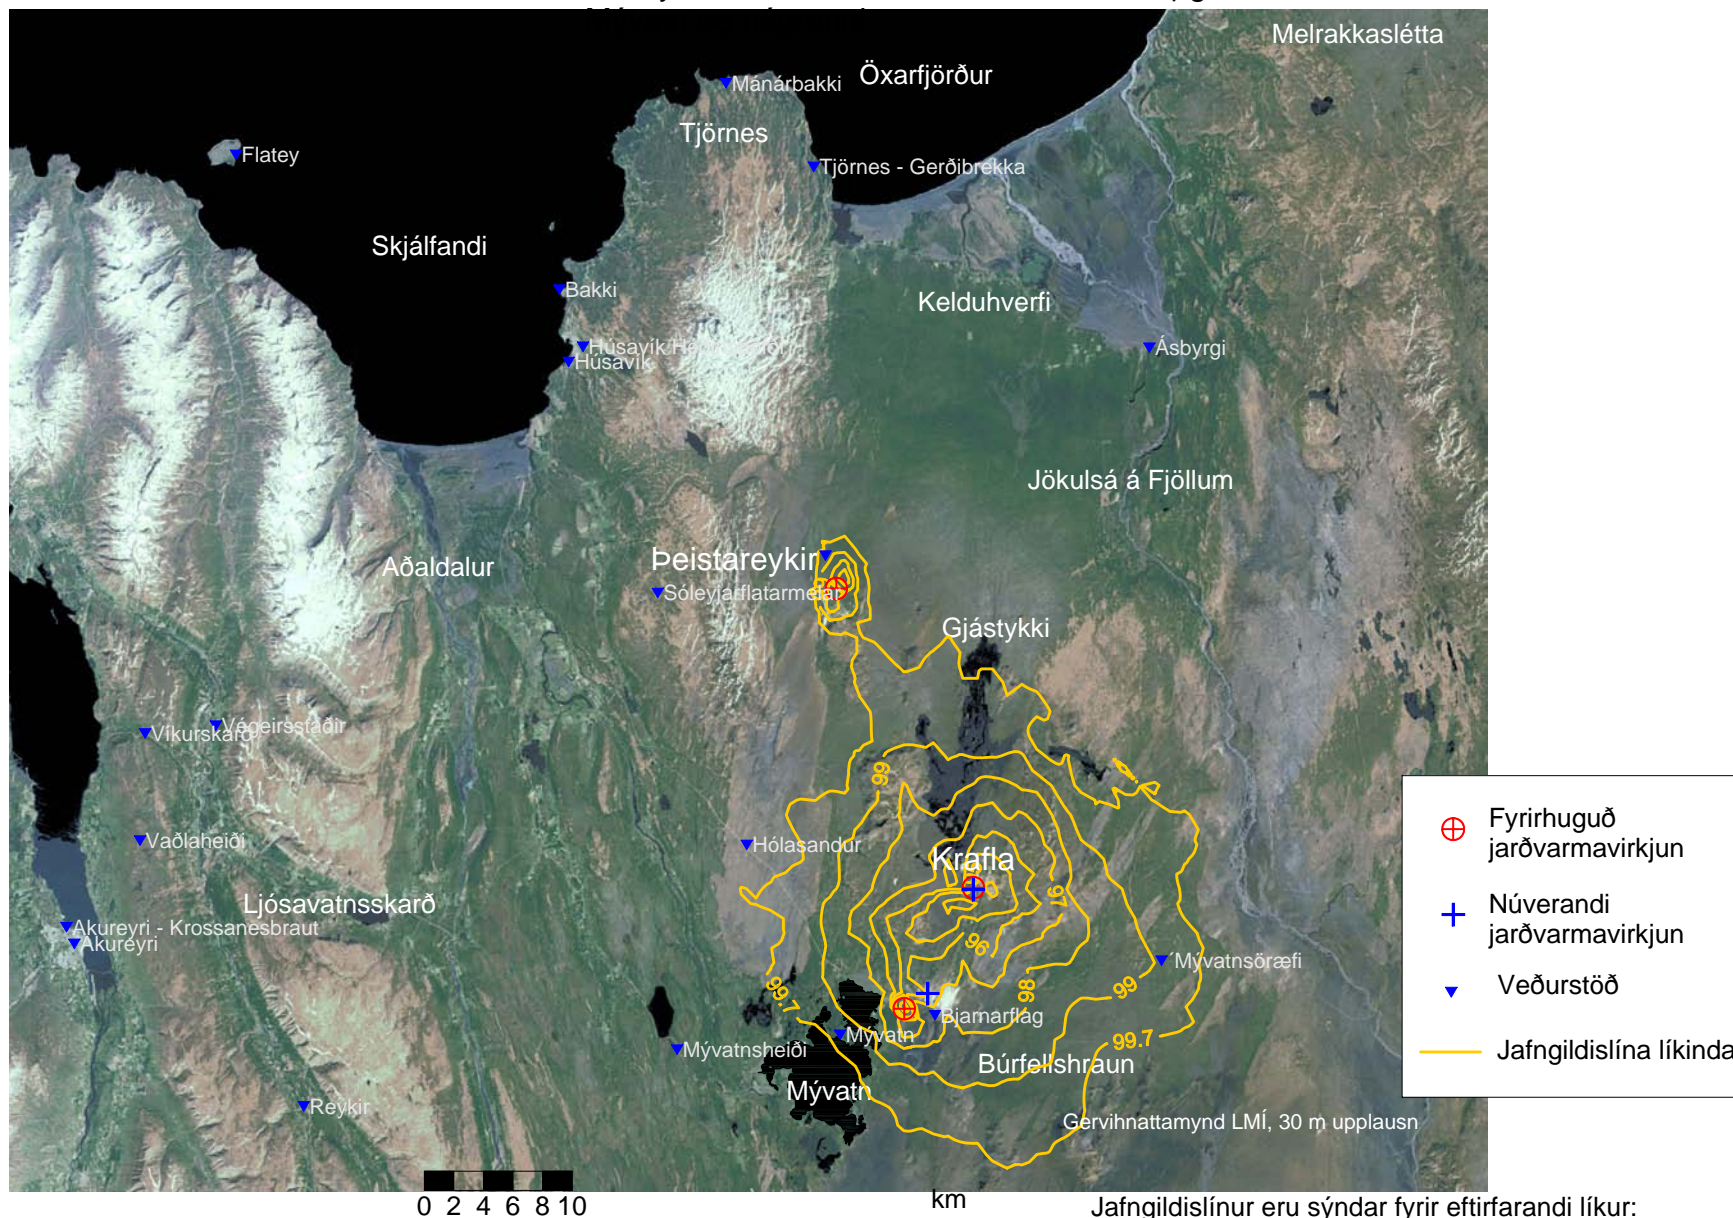 Melrakkaslétta
Öxarfjörður
Mánárbakki
Tjörnes
Flatey
Tjörnes - Gerðibrekka
Skjálfandi
Bakki
Kelduhverfi
Húsavík
Húsavík
Ásbyrgi
Jökulsá á Fjöllum
Þeistareykir
Aðaldalur
Sóleyjarflatarmelar
Gjástykki
Végeirsstaðir
Víkurskarð
99
Vaðlaheiði
Hólasandur
Krafla
97
Ljósavatnsskarð
Akureyri - Krossanesbraut
Akureyri
96
Mývatnsöræfi
99.7
98
99
Bjarnarflag
Mývatn
99.7
Mývatnsheiði
Búrfellshraun
Mývatn
Reykir
Gervihnattamynd LMÍ, 30 m upplausn
Fyrirhuguð
jarðvarmavirkjun
Núverandi
jarðvarmavirkjun
Veðurstöð
Jafngildislína líkinda
0 2 4 6 8 10
km
Jafngildislínur eru sýndar fyrir eftirfarandi líkur: